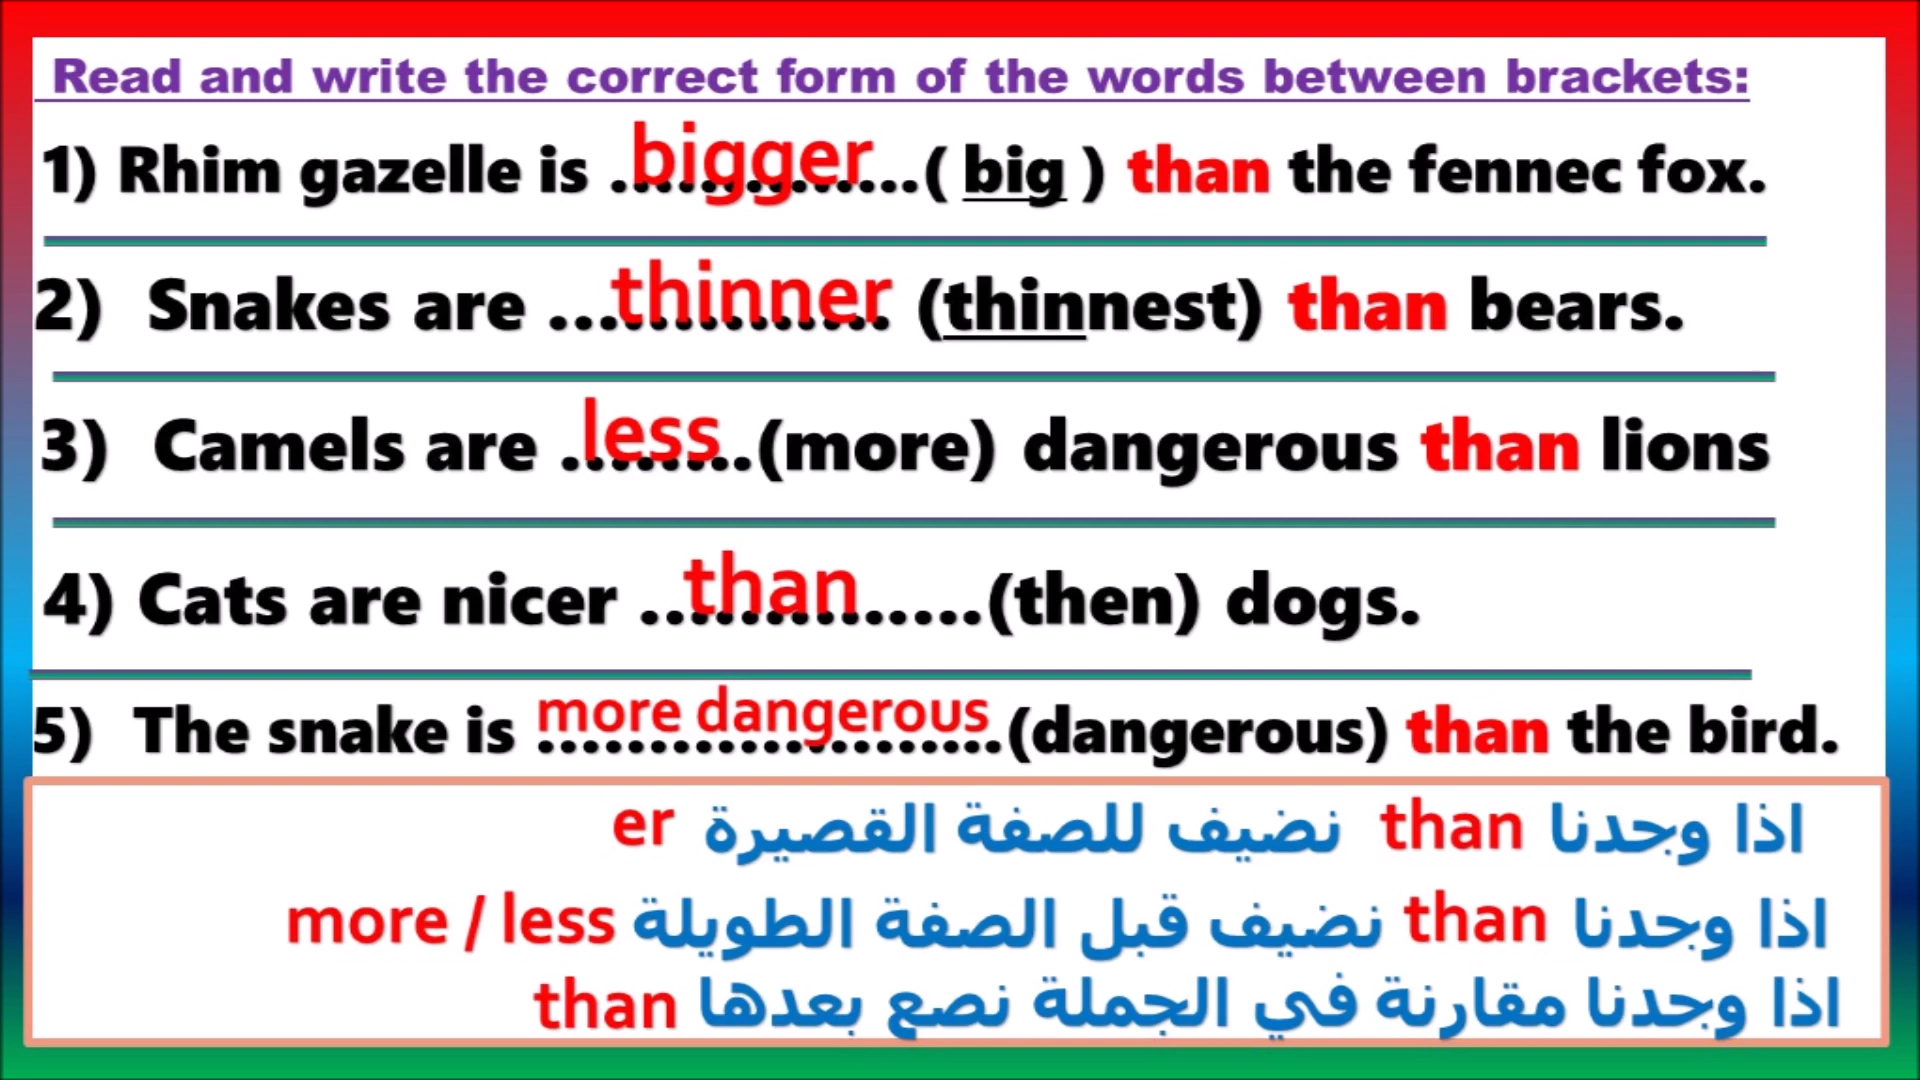 Read and write the correct form of the words between brackets:
1) Rhim gazelle is ..bigger..( big ) than the fennec fox.
2) Snakes are ...thinner (thinnest) than bears.
3) Camels are .less..(more) dangerous than lions
4) Cats are nicer ..than.....(then) dogs.
5) The snake is more dangerous (dangerous) than the bird.
اذا وجدنا than نضيف للصفة القصيرة er
اذا وجدنا than نضيف قبل الصفة الطويلة more / less
اذا وجدنا مقارنة في الجملة نصع بعدها than